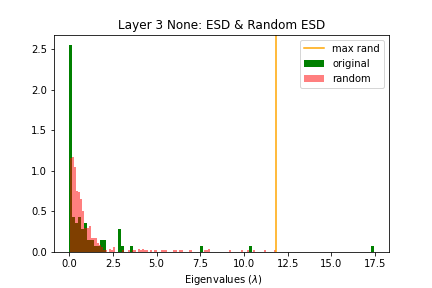 Layer 3 None: ESD & Random ESD
max rand
original
random
2.5
2.0
1.5
1.0
0.5
0.0
0.0 2.5 5.0 7.5 10.0 12.5 15.0 17.5
Eigenvalues (λ)